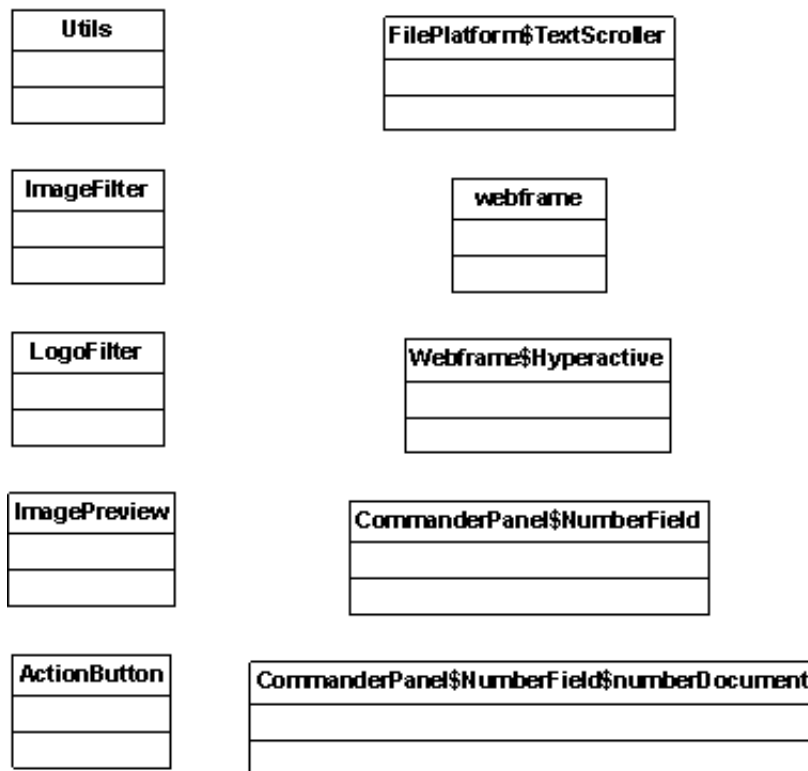 Utils
FilePlatform$TextScroller
ImageFilter
webframe
LogoFilter
Webframe$Hyperactive
ImagePreview
CommanderPanel$NumberField
ActionButton
CommanderPanel$NumberField$numberDocument